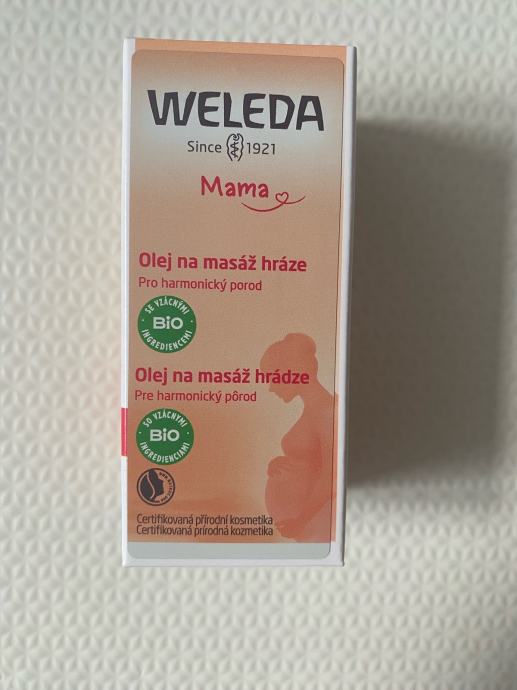 WELEDA
Since 1921
Mama
Olej na masáž hráze
Pro harmonický porod
SE VZÁCNÝMI
BIO
INGREDIENCEMI
Olej na masáž hrádze
Pre harmonický pôrod
SO VZÁCNYMI
BIO
INGREDIENCIAMI
Certifikovaná přírodní kosmetika
Certifikovaná prírodná kozmetika